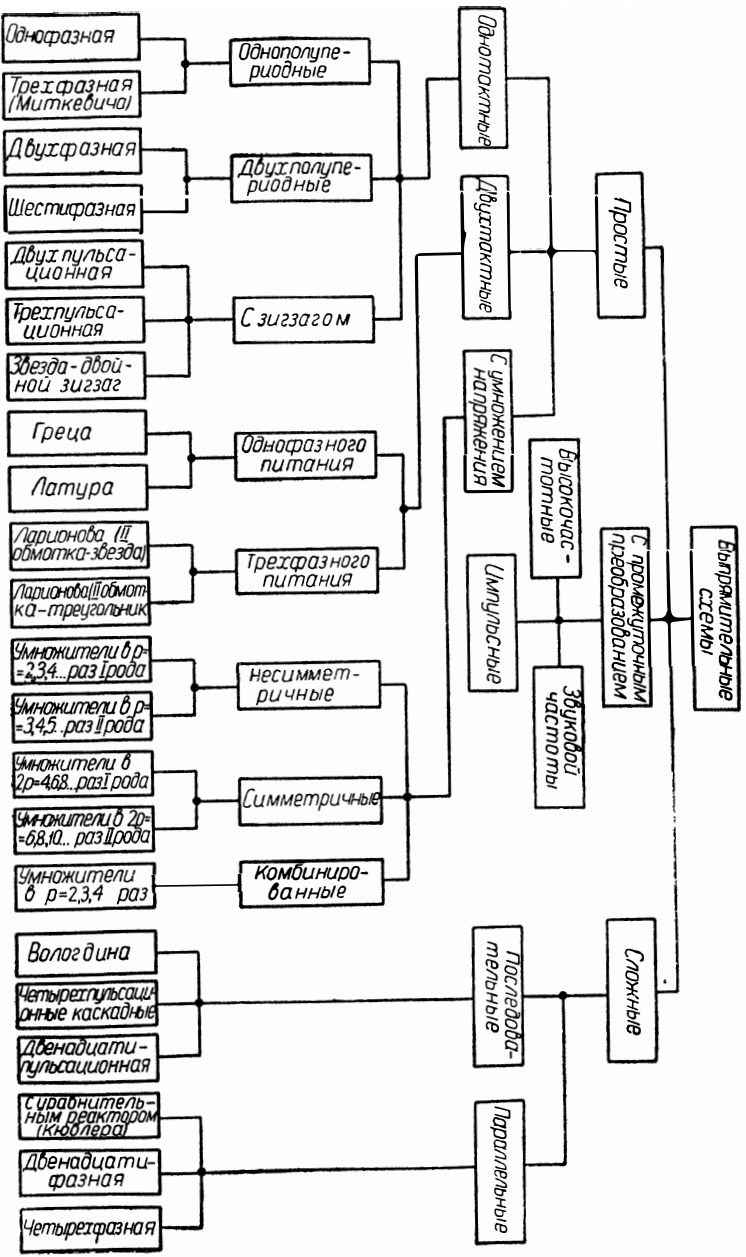 Выпрямительные
схемы
Простые
С промежуточным
преобразованием
Сложные
Однотактные
Двухтактные
С умножением
напряжения
Высокочас-
тотные
Импульсные
Звуковой
частоты
Последова-
тельные
Параллельные
Однополупе-
риодные
Двухполупе-
риодные
С зигзагом
Однофазного
питания
Трехфазного
питания
Несиммет-
ричные
Симметричные
Комбиниро-
ванные
Однофазная
Трехфазная
(Миткевича)
Двухфазная
Шестифазная
Двухпульса-
ционная
Трехпульса-
ционная
Звезда-двой-
ной зигзаг
Греца
Латура
Ларионова (II
обмотка-звезда)
Ларионова(II обмот-
ка-треугольник
Умножители в p=
=2,3,4...раз I рода
Умножители в p=
=3,4,5...раз II рода
Умножители в
2p=4,6,8...раз I рода
Умножители в 2p=
=6,8,10... раз II рода
Умножители
в p=2,3,4 раз
Вологдина
Четырехпульсаци-
онные каскадные
Двенадцати-
пульсационная
С уравнитель-
ным реактором
(Кюблера)
Двенадцати-
фазная
Четырехфазная